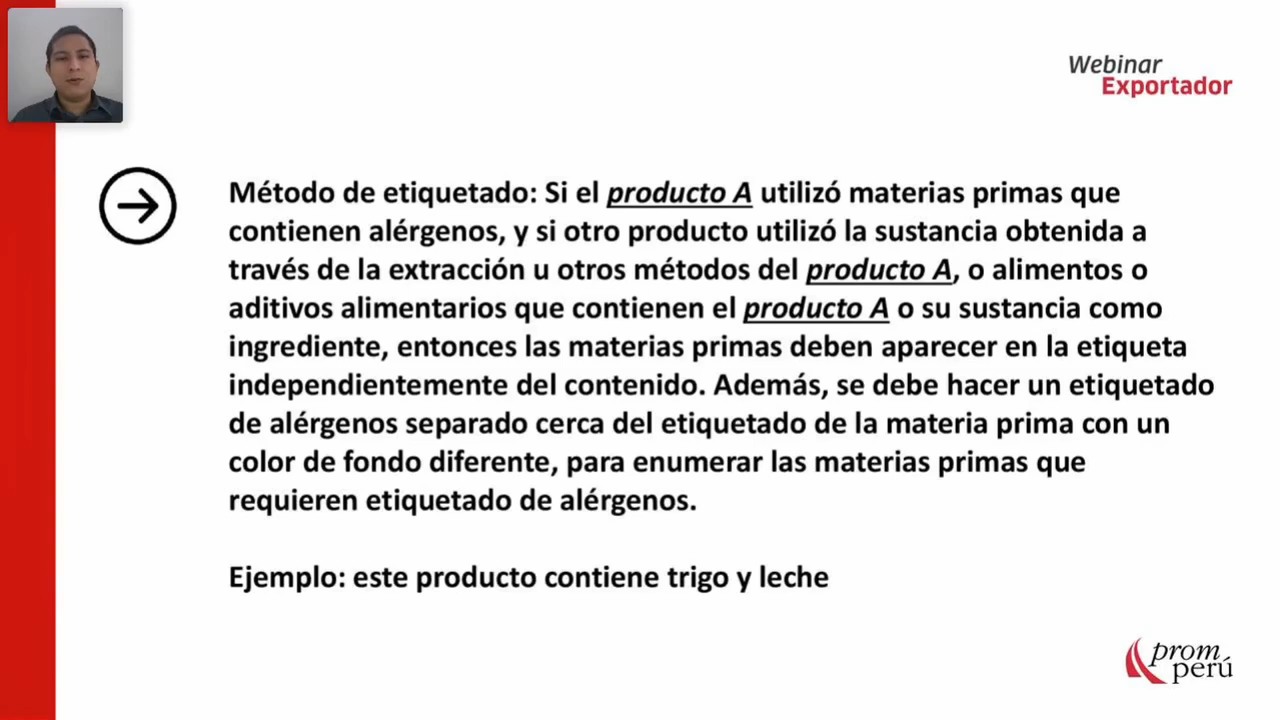 Webinar
Exportador
Método de etiquetado: Si el producto A utilizó materias primas que
contienen alérgenos, y si otro producto utilizó la sustancia obtenida a
través de la extracción u otros métodos del producto A, o alimentos o
aditivos alimentarios que contienen el producto A o su sustancia como
ingrediente, entonces las materias primas deben aparecer en la etiqueta
independientemente del contenido. Además, se debe hacer un etiquetado
de alérgenos separado cerca del etiquetado de la materia prima con un
color de fondo diferente, para enumerar las materias primas que
requieren etiquetado de alérgenos.
Ejemplo: este producto contiene trigo y leche
prom
perú